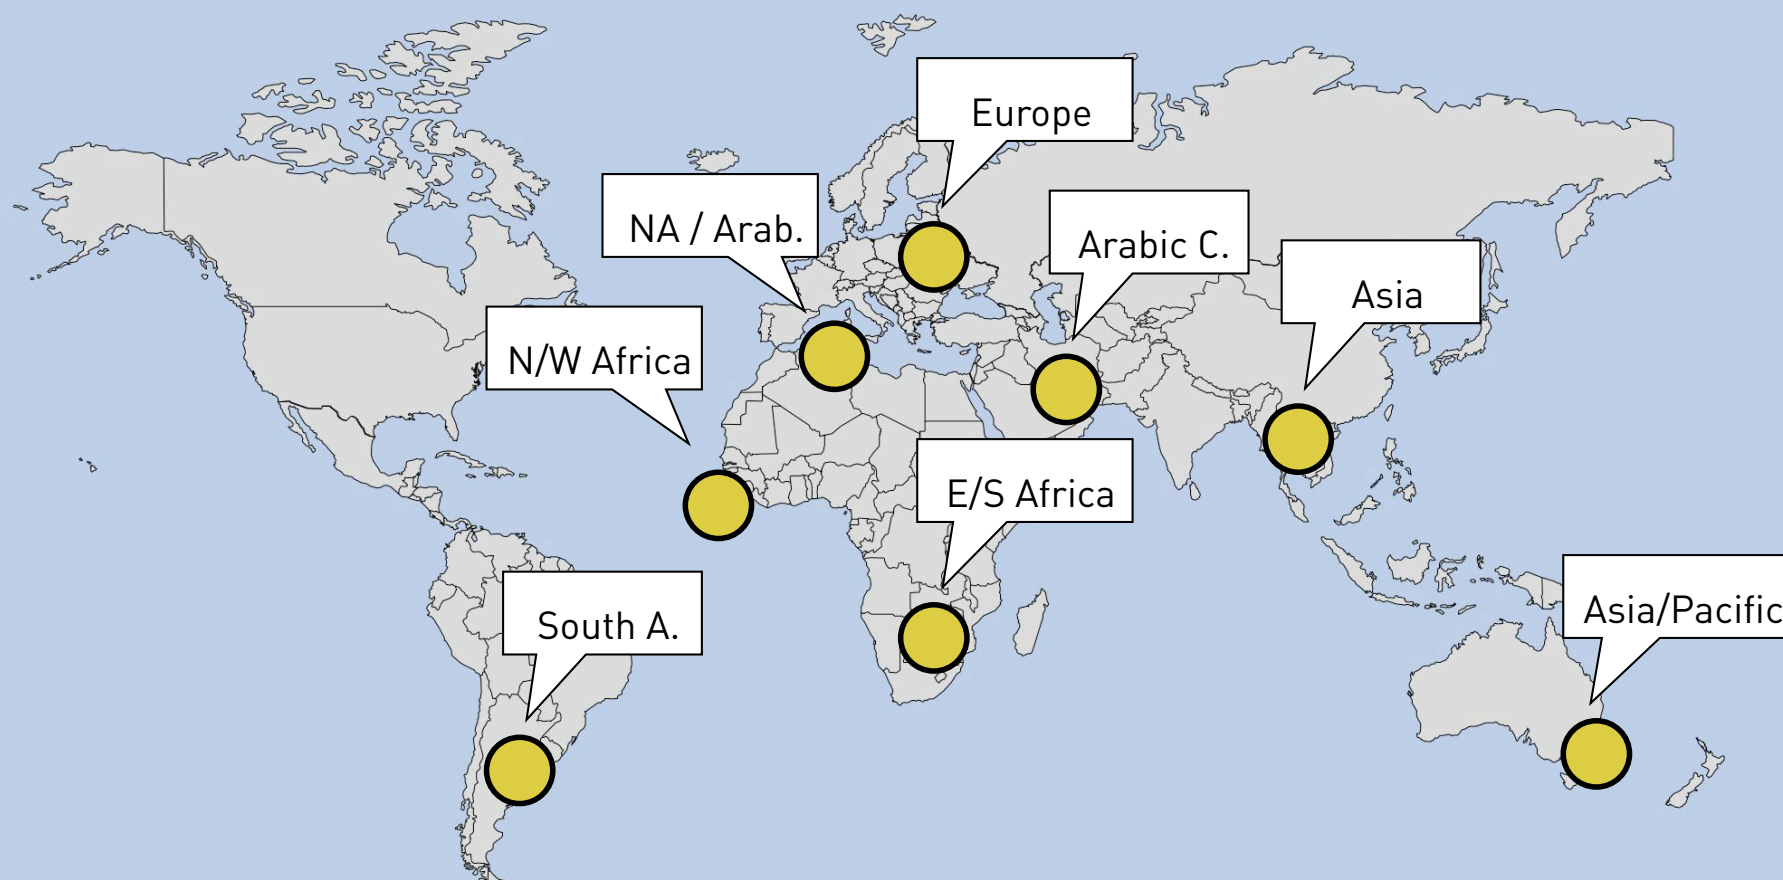 Europe
NA / Arab.
Arabic C.
Asia
N/W Africa
E/S Africa
South A.
Asia/Pacific